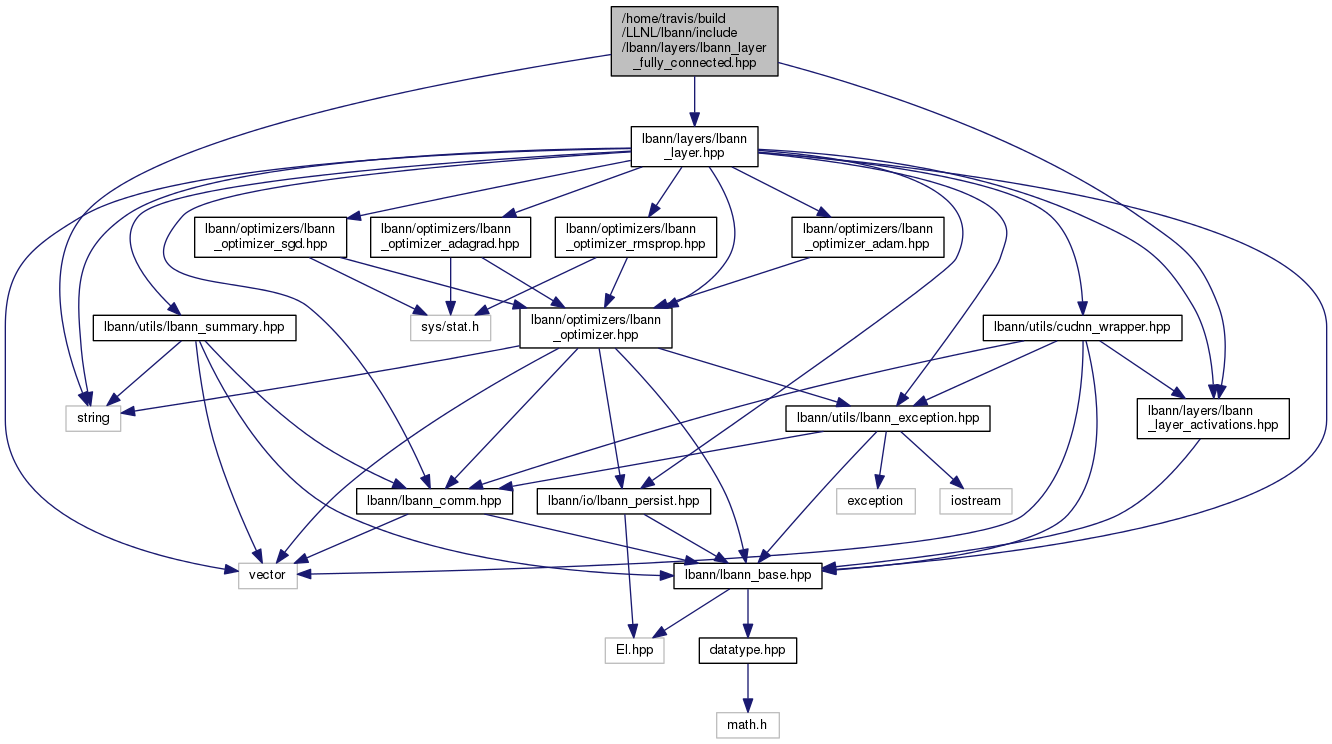 /home/travis/build
/LLNL/lbann/include
/lbann/layers/lbann_layer
_fully_connected.hpp
lbann/layers/lbann
_layer.hpp
lbann/optimizers/lbann
_optimizer_sgd.hpp
lbann/optimizers/lbann
_optimizer_adagrad.hpp
lbann/optimizers/lbann
_optimizer_rmsprop.hpp
lbann/optimizers/lbann
_optimizer_adam.hpp
lbann/utils/lbann_summary.hpp
sys/stat.h
lbann/optimizers/lbann
_optimizer.hpp
lbann/utils/cudnn_wrapper.hpp
string
lbann/utils/lbann_exception.hpp
lbann/layers/lbann
_layer_activations.hpp
lbann/lbann_comm.hpp
lbann/io/lbann_persist.hpp
exception
iostream
vector
lbann/lbann_base.hpp
El.hpp
datatype.hpp
math.h